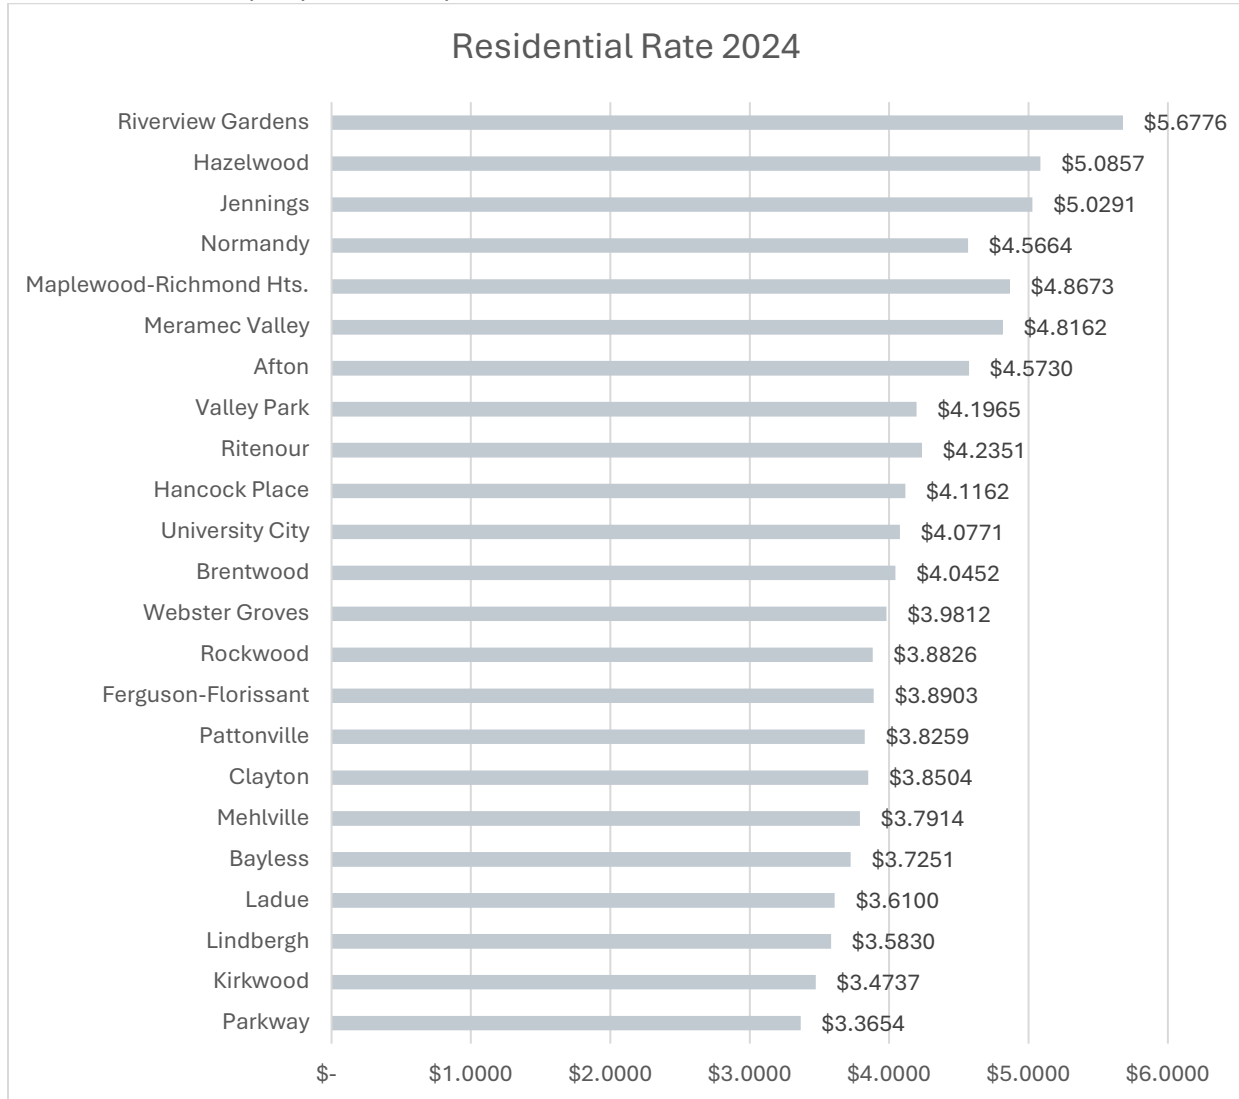 Residential Rate 2024
Riverview Gardens $5.6776
Hazelwood $5.0857
Jennings $5.0291
Normandy $4.5664
Maplewood-Richmond Hts. $4.8673
Meramec Valley $4.8162
Afton $4.5730
Valley Park $4.1965
Ritenour $4.2351
Hancock Place $4.1162
University City $4.0771
Brentwood $4.0452
Webster Groves $3.9812
Rockwood $3.8826
Ferguson-Florissant $3.8903
Pattonville $3.8259
Clayton $3.8504
Mehlville $3.7914
Bayless $3.7251
Ladue $3.6100
Lindbergh $3.5830
Kirkwood $3.4737
Parkway $3.3654
$- $1.0000 $2.0000 $3.0000 $4.0000 $5.0000 $6.0000